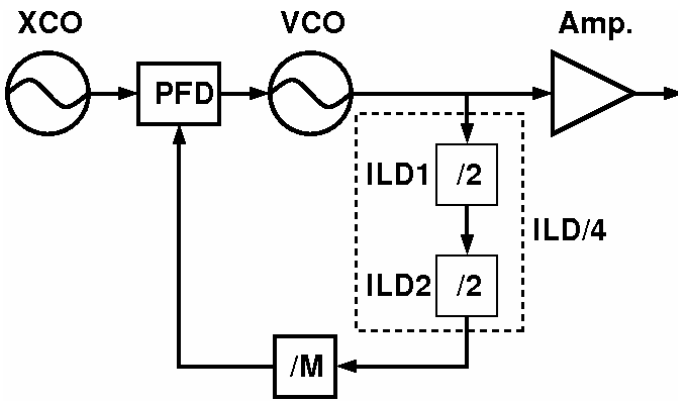 XCO
VCO
Amp.
PFD
ILD1
/2
ILD/4
ILD2
/2
/M